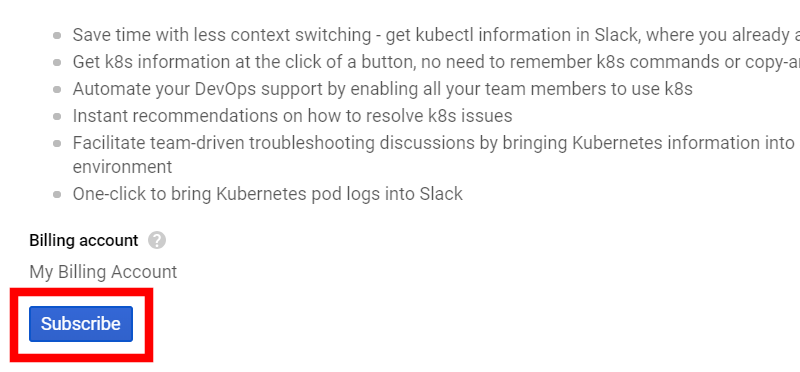 Save time with less context switching - get kubectl information in Slack, where you already
Get k8s information at the click of a button, no need to remember k8s commands or
Automate your DevOps support by enabling all your team members to use k8s
Instant recommendations on how to resolve k8s issues
Facilitate team-driven troubleshooting discussions by bringing Kubernetes information into
environment
One-click to bring Kubernetes pod logs into Slack
Billing account ?
My Billing Account
Subscribe